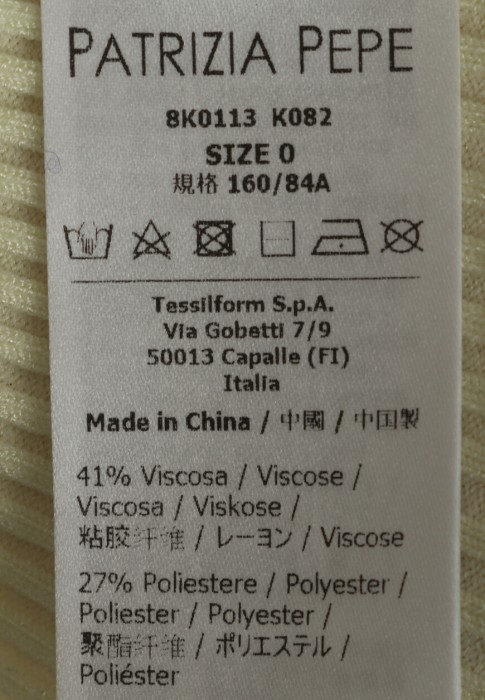 PATRIZIA PEPE
8K0113 K082
SIZE 0
規格 160/84A
Tessilform S.p.A.
Via Gobetti 7/9
50013 Capalle (FI)
Italia
Made in China / 中國 / 中国製
41% Viscosa / Viscose /
Viscosa / Viskose /
粘胶纤维 / レーヨン / Viscose
27% Poliestere / Polyester /
Poliester / Polyester /
聚酯纤维 / ポリエステル /
Poliéster